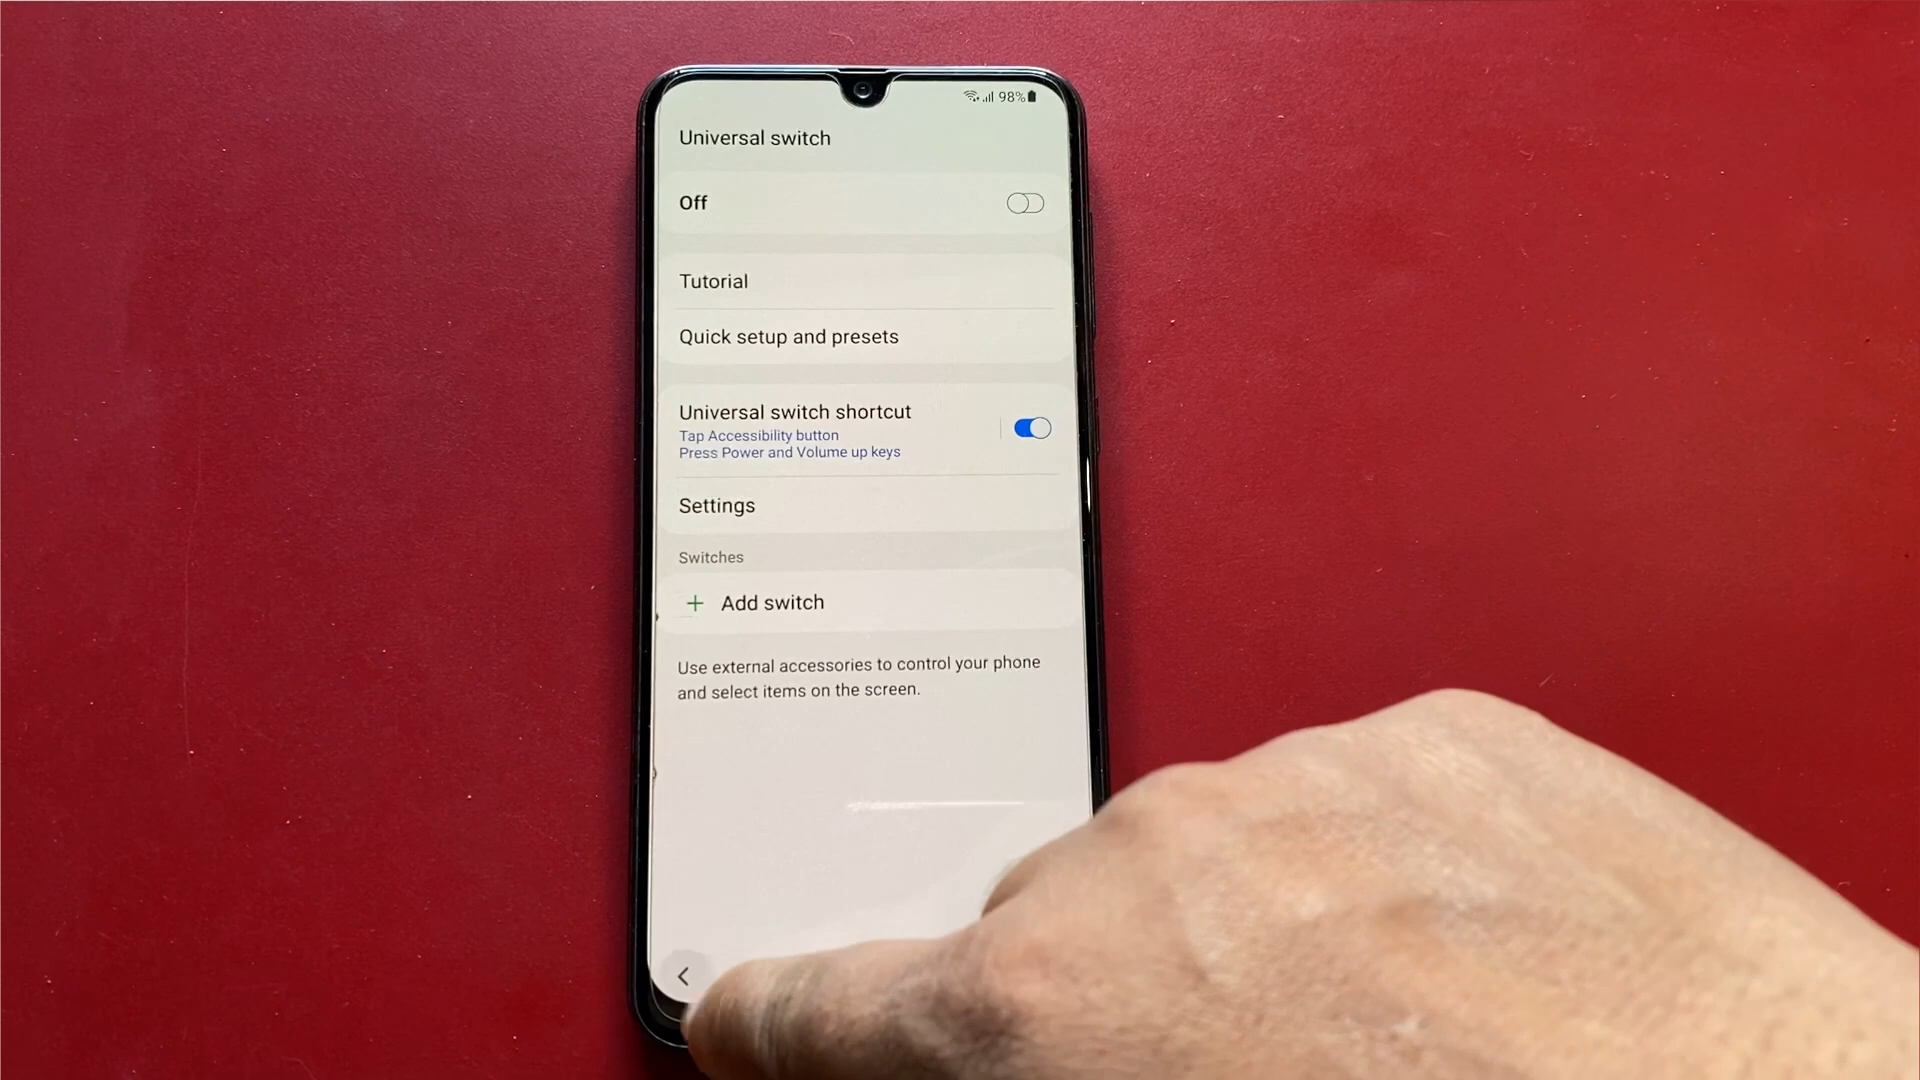 98%
Universal switch
Off
Tutorial
Quick setup and presets
Universal switch shortcut
Tap Accessibility button
Press Power and Volume up keys
Settings
Switches
+ Add switch
Use external accessories to control your phone
and select items on the screen.